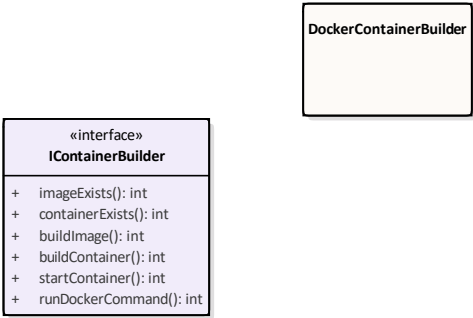 DockerContainerBuilder
«interface»
IContainerBuilder
+ imageExists(): int
+ containerExists(): int
+ buildImage(): int
+ buildContainer(): int
+ startContainer(): int
+ runDockerCommand(): int